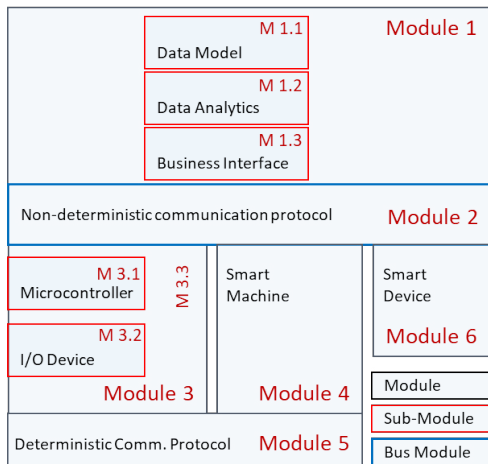 Module 1
M 1.1
Data Model
M 1.2
Data Analytics
M 1.3
Business Interface
Non-deterministic communication protocol
Module 2
M 3.1
Microcontroller
M 3.2
I/O Device
M 3.3
Module 3
Smart
Machine
Module 4
Smart
Device
Module 6
Deterministic Comm. Protocol
Module 5
Module
Sub-Module
Bus Module